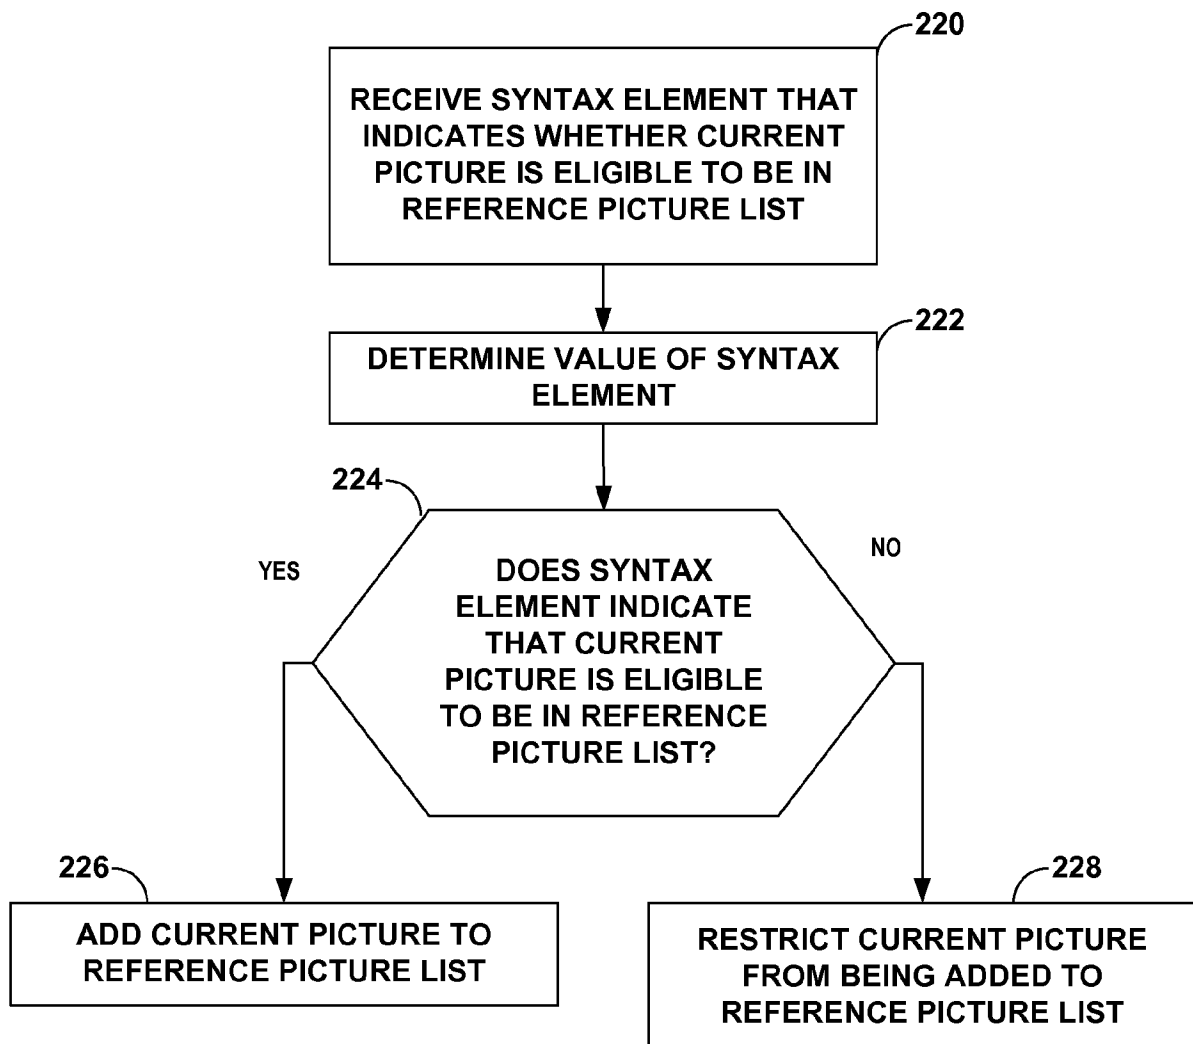 220
RECEIVE SYNTAX ELEMENT THAT
INDICATES WHETHER CURRENT
PICTURE IS ELIGIBLE TO BE IN
REFERENCE PICTURE LIST
222
DETERMINE VALUE OF SYNTAX
ELEMENT
224
YES
NO
DOES SYNTAX
ELEMENT INDICATE
THAT CURRENT
PICTURE IS ELIGIBLE
TO BE IN REFERENCE
PICTURE LIST?
226
ADD CURRENT PICTURE TO
REFERENCE PICTURE LIST
228
RESTRICT CURRENT PICTURE
FROM BEING ADDED TO
REFERENCE PICTURE LIST